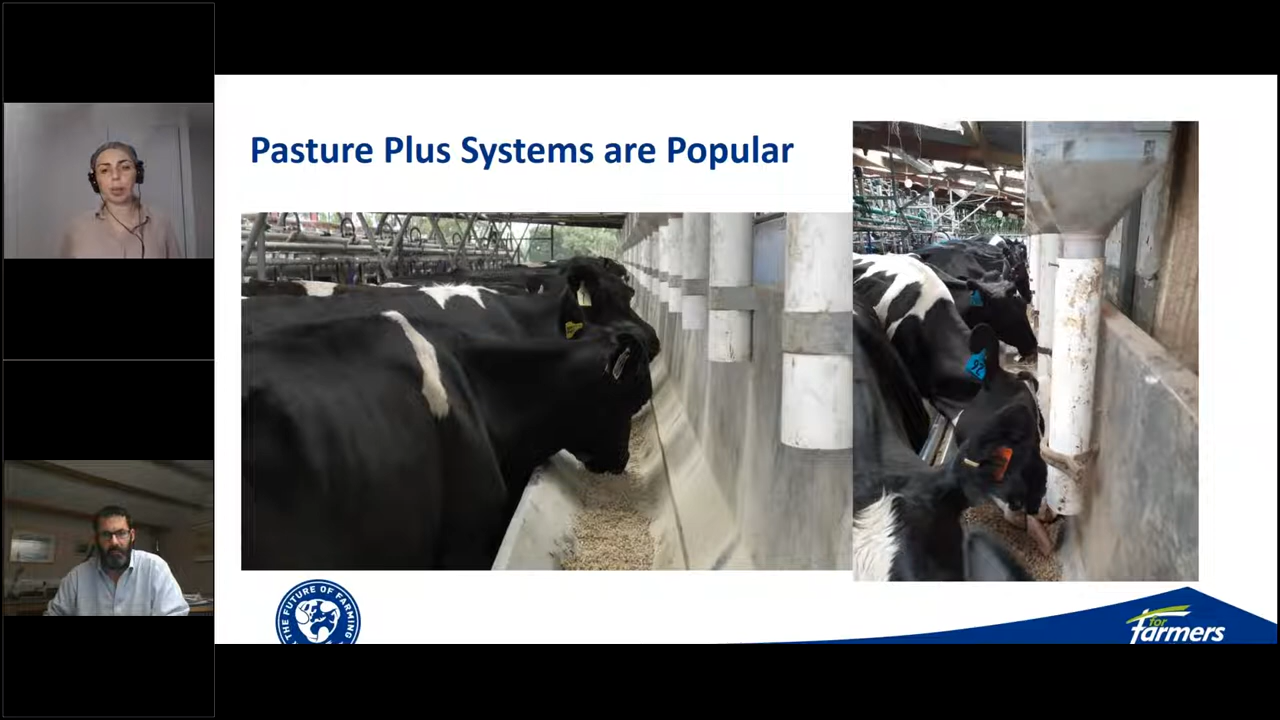 Pasture Plus Systems are Popular
THE FUTURE OF FARMING
for
farmers